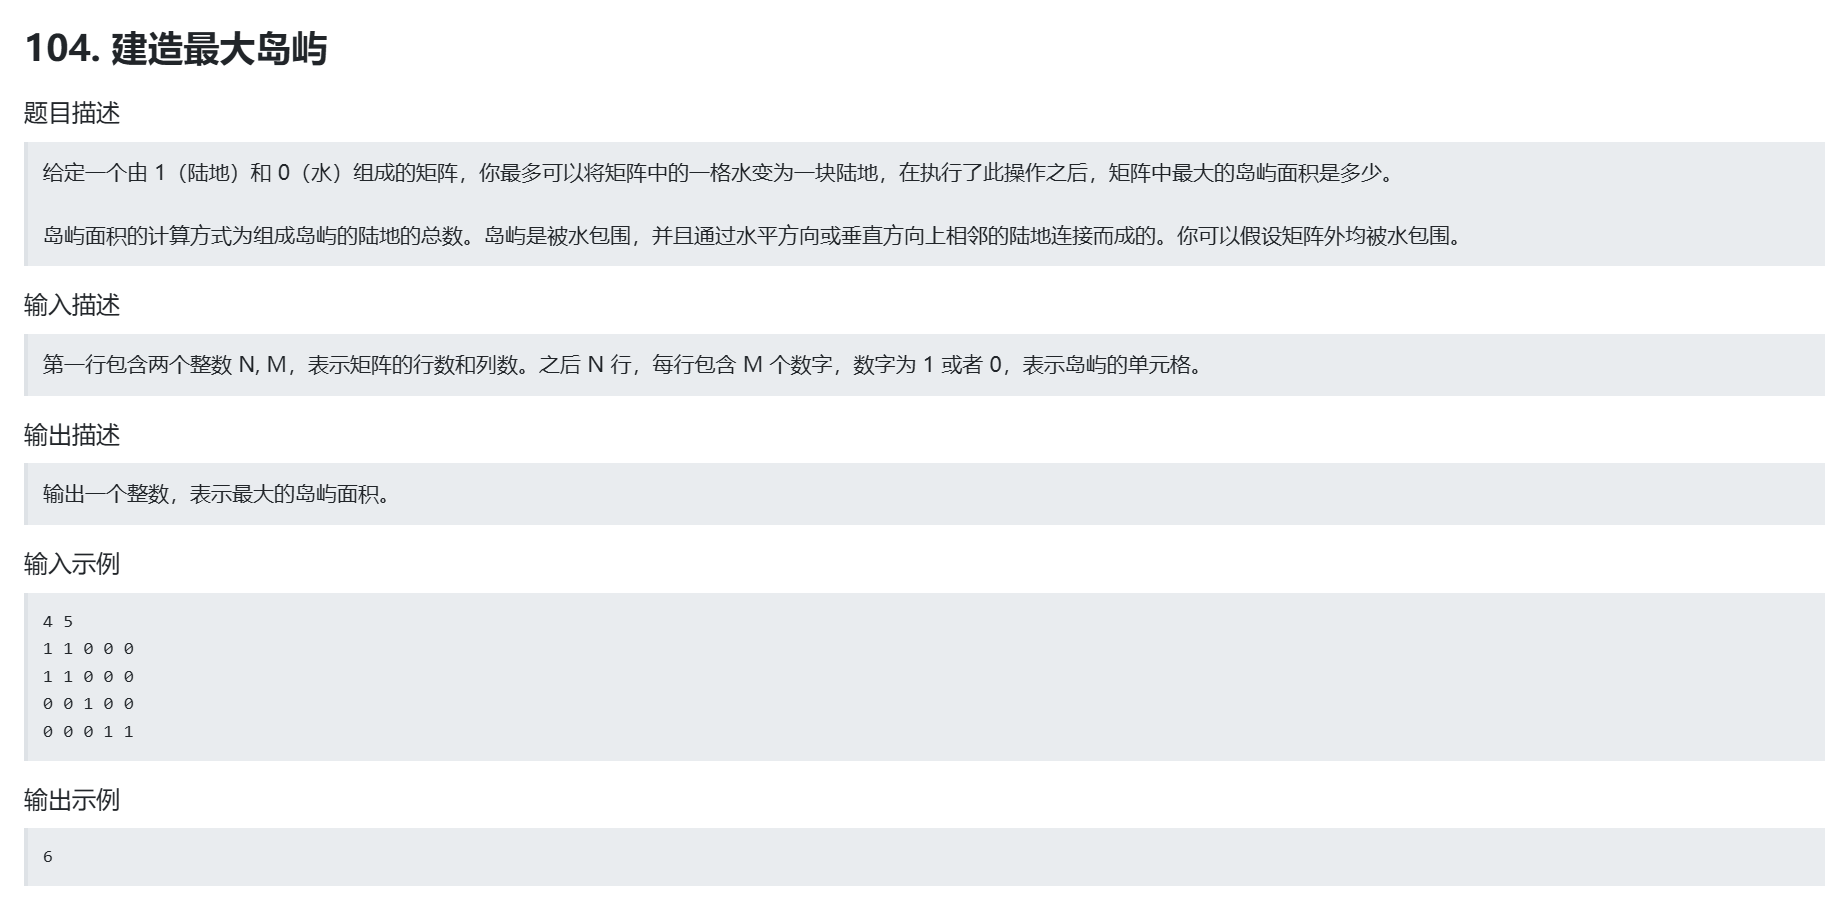 104. 建造最大岛屿
题目描述
给定一个由 1（陆地）和 0（水）组成的矩阵，你最多可以将矩阵中的一格水变为一块陆地，在执行了此操作之后，矩阵中最大的岛屿面积是多少。
岛屿面积的计算方式为组成岛屿的陆地的总数。岛屿是被水包围，并且通过水平方向或垂直方向上相邻的陆地连接而成的。你可以假设矩阵外均被水包围。
输入描述
第一行包含两个整数 N, M，表示矩阵的行数和列数。之后 N 行，每行包含 M 个数字，数字为 1 或者 0，表示岛屿的单元格。
输出描述
输出一个整数，表示最大的岛屿面积。
输入示例
4 5
1 1 0 0 0
1 1 0 0 0
0 0 1 0 0
0 0 0 1 1
输出示例
6